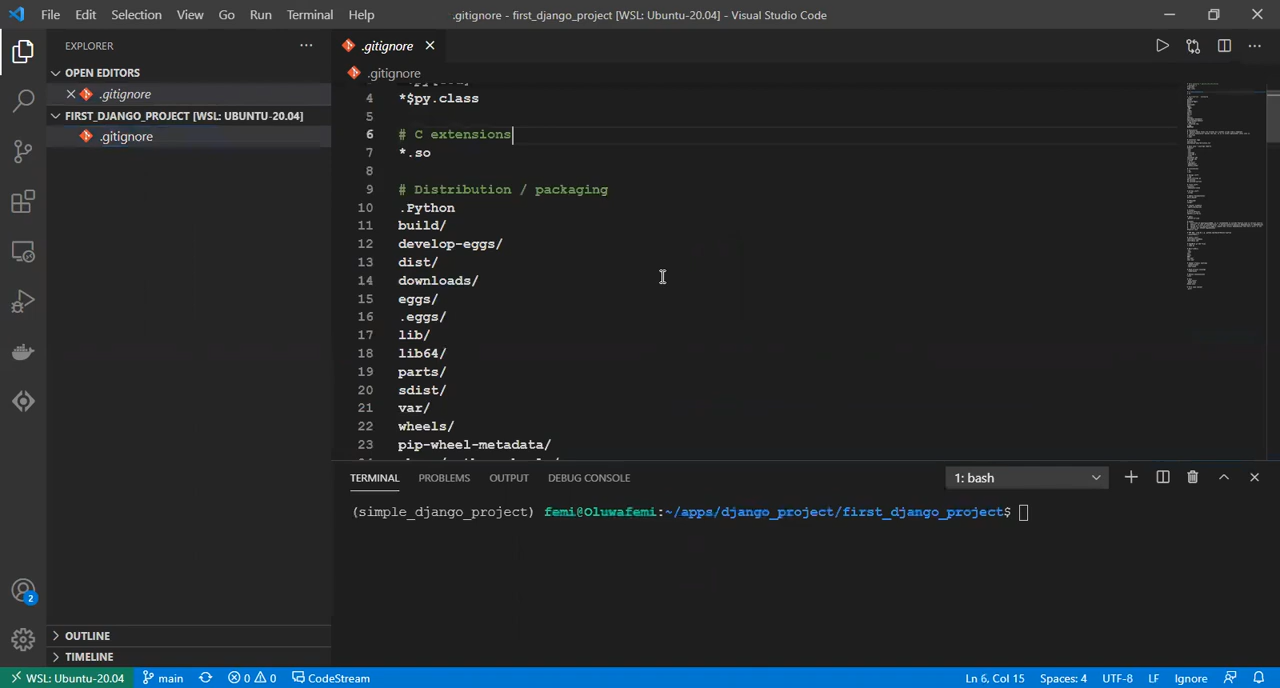 File Edit Selection View Go Run Terminal Help
.gitignore - first_django_project [WSL: Ubuntu-20.04] - Visual Studio Code
EXPLORER
OPEN EDITORS
.gitignore
FIRST_DJANGO_PROJECT [WSL: UBUNTU-20.04]
.gitignore
OUTLINE
TIMELINE
.gitignore
.gitignore
4 *$py.class
5
6 # C extensions
7 *.so
8
9 # Distribution / packaging
10 .Python
11 build/
12 develop-eggs/
13 dist/
14 downloads/
15 eggs/
16 .eggs/
17 lib/
18 lib64/
19 parts/
20 sdist/
21 var/
22 wheels/
23 pip-wheel-metadata/
TERMINAL PROBLEMS OUTPUT DEBUG CONSOLE
1: bash
(simple_django_project) femi@Oluwafemi:~/apps/django_project/first_django_project$
2
WSL: Ubuntu-20.04 main 0 0 CodeStream
Ln 6, Col 15 Spaces: 4 UTF-8 LF Ignore